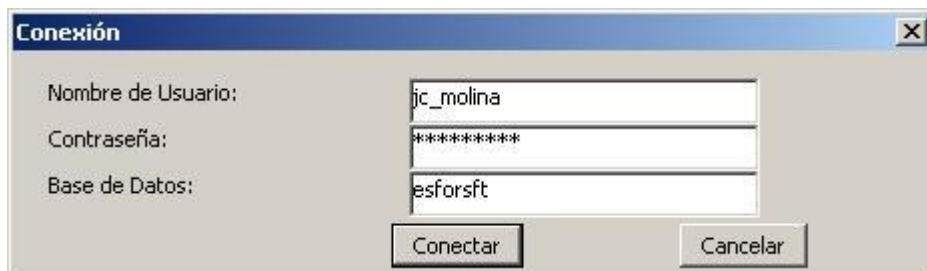 Conexión
Nombre de Usuario: jc_molina
Contraseña: *********
Base de Datos: esforsft
Conectar Cancelar